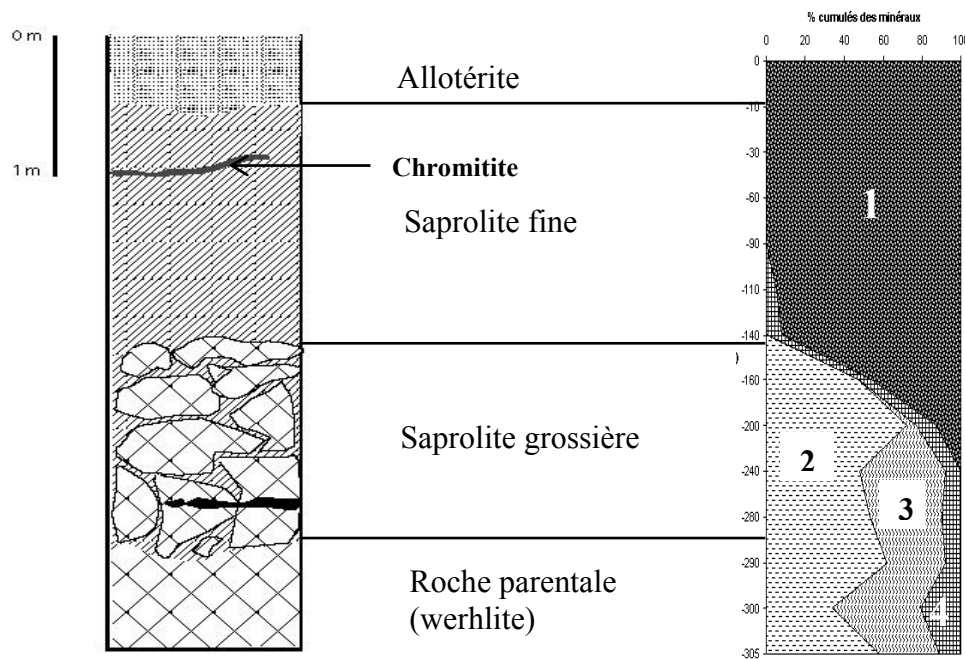 % cumulés des minéraux
0 20 40 60 80 100
0 m
1 m
Allotérite
Chromitite
Saprolite fine
Saprolite grossière
Roche parentale
(werhlite)
0
-10
-30
-60
-90
-110
-140
)
-160
-200
-240
-280
-290
-300
-305
1
2
3
4